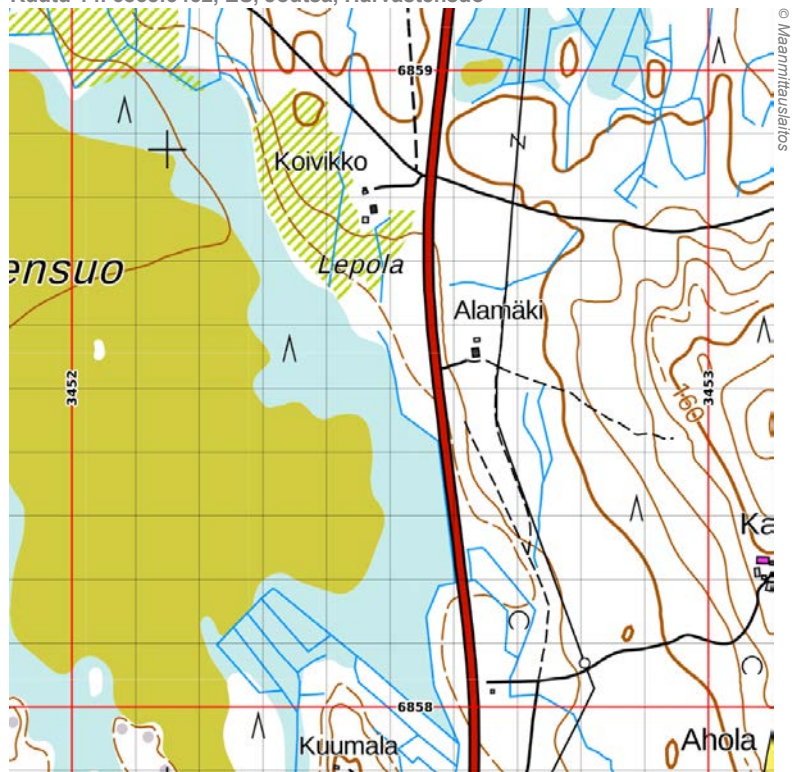 © Maanmittauslaitos
6859
Koivikko
Lepola
ensuo
Alamäki
3452
3453
160
Ka
6858
Kuumala
Ahola